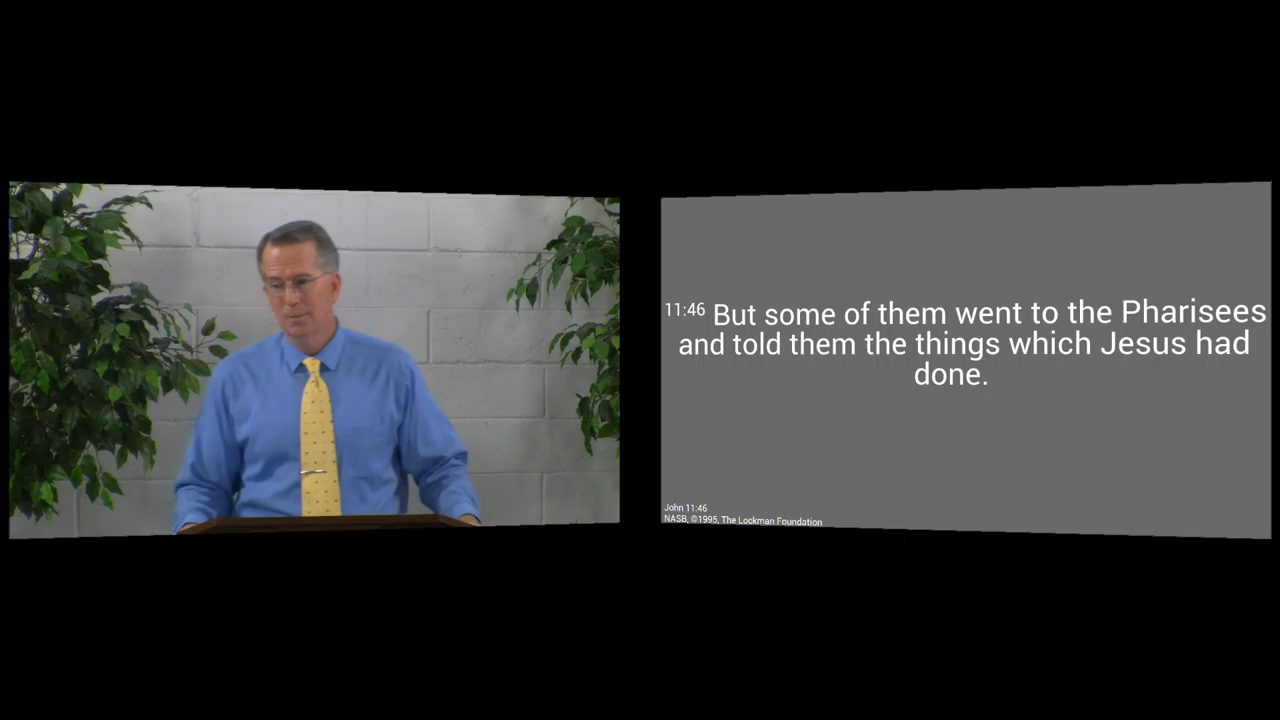 11:46 But some of them went to the Pharisees
and told them the things which Jesus had
done.
John 11:46
NASB, ©1995, The Lockman Foundation